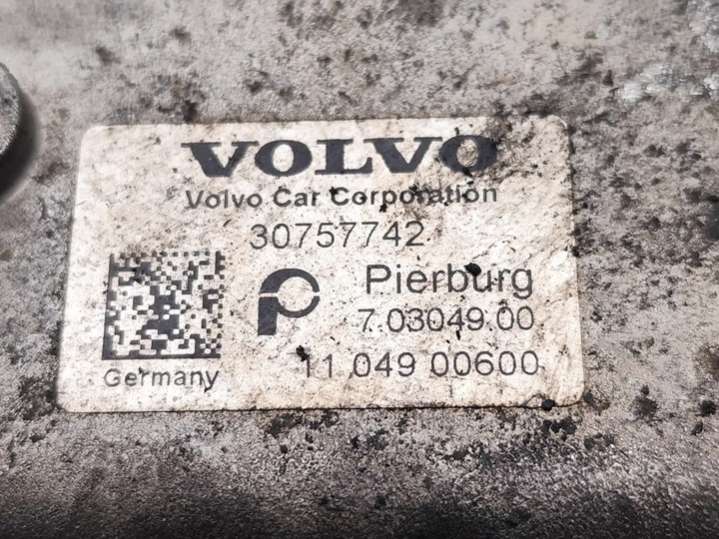 VOLVO
Volvo Car Corporation
30757742
Pierburg
7.03049.00
11 049 00600
Germany